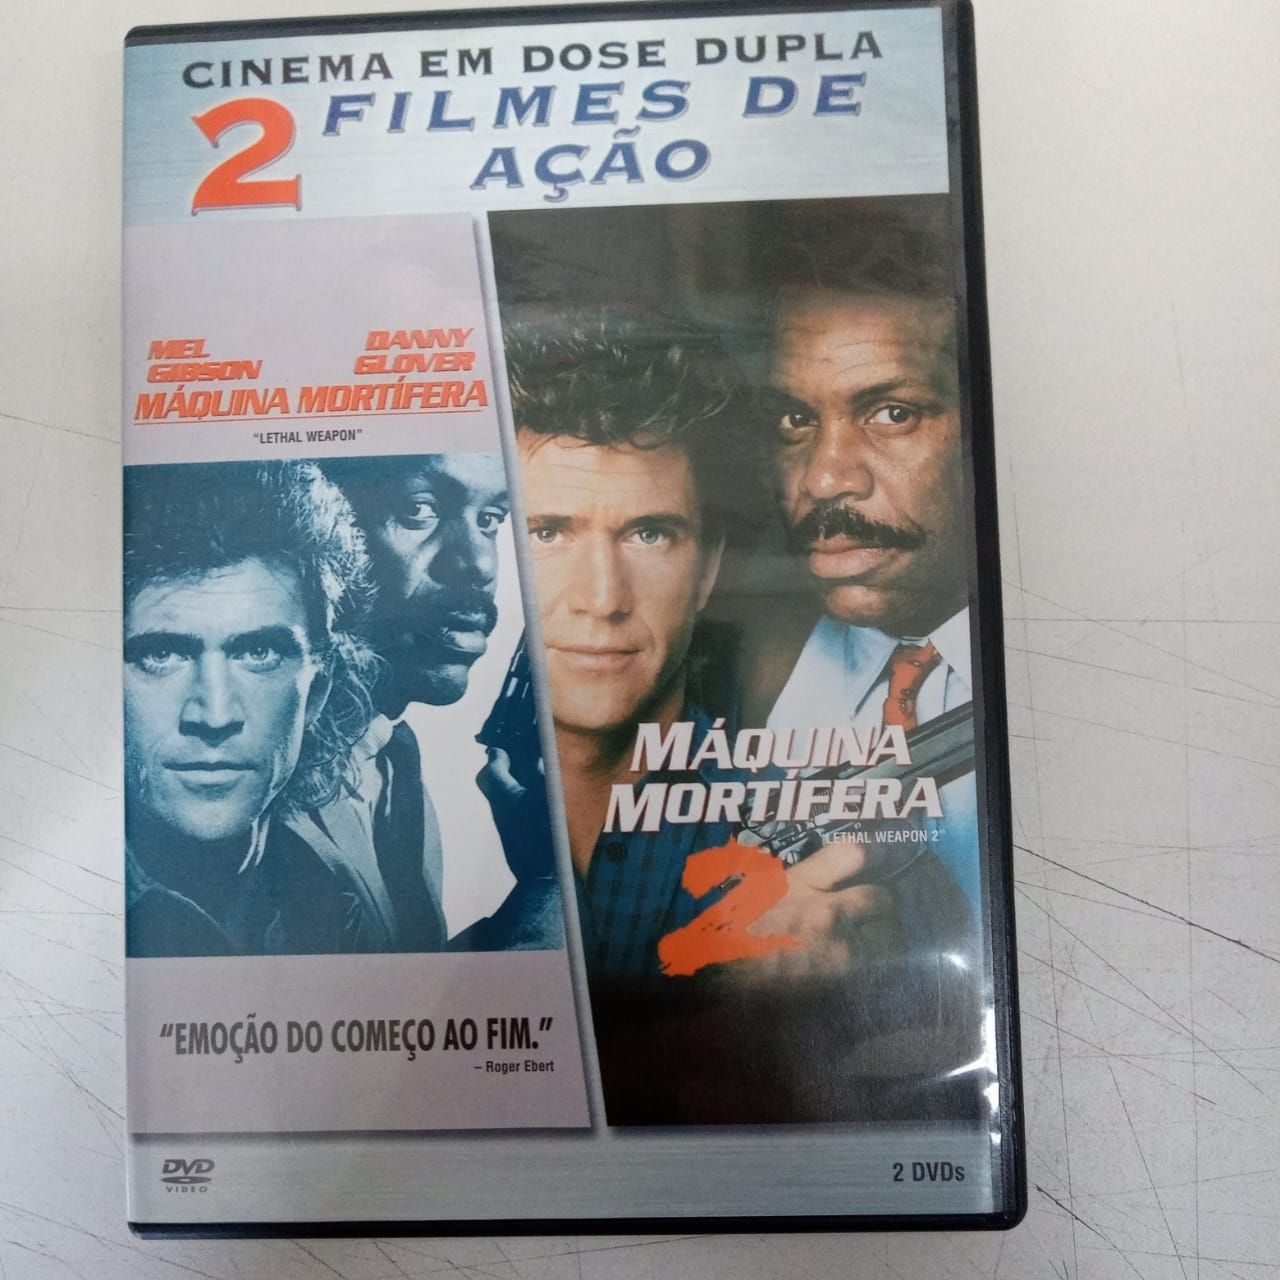 CINEMA EM DOSE DUPLA
2 FILMES DE
AÇÃO
MEL
GIBSON
DANNY
GLOVER
MÁQUINA MORTÍFERA
“LETHAL WEAPON”
MÁQUINA
MORTÍFERA
“LETHAL WEAPON 2”
2
“EMOÇÃO DO COMEÇO AO FIM.”
– Roger Ebert
DVD
VIDEO
2 DVDs